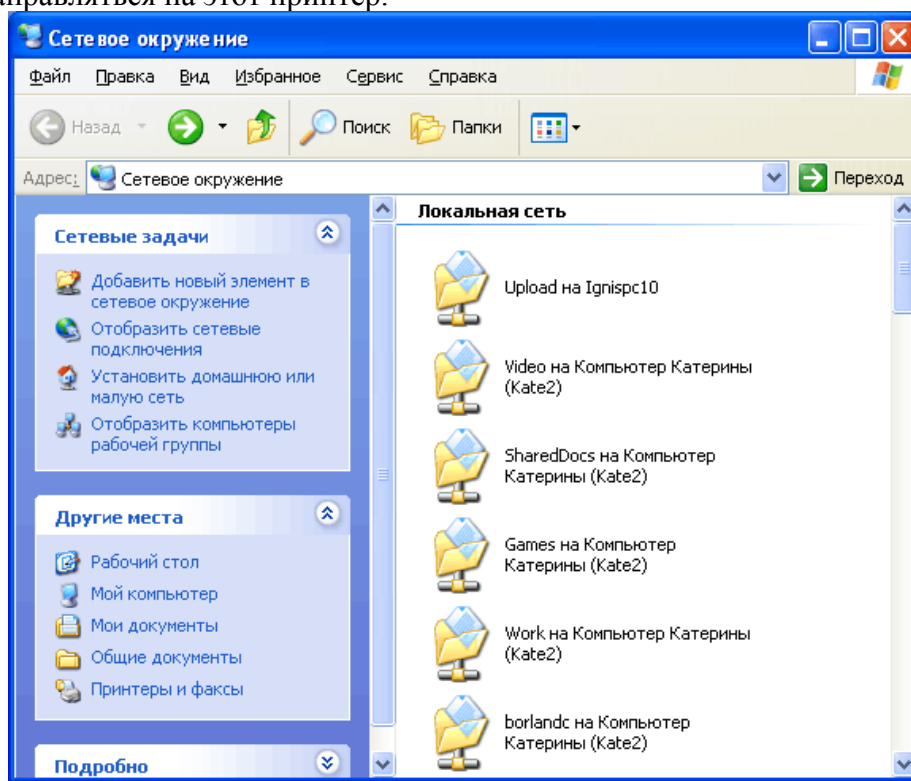 на этот принтер.
Сетевое окружение
Файл Правка Вид Избранное Сервис Справка
Назад Поиск Папки
Адрес: Сетевое окружение Переход
Сетевые задачи
Добавить новый элемент в
сетевое окружение
Отобразить сетевые
подключения
Установить домашнюю или
малую сеть
Отобразить компьютеры
рабочей группы
Другие места
Рабочий стол
Мой компьютер
Мои документы
Общие документы
Принтеры и факсы
Подробно
Локальная сеть
Upload на Ignispc10
Video на Компьютер Катерины
(Kate2)
SharedDocs на Компьютер
Катерины (Kate2)
Games на Компьютер
Катерины (Kate2)
Work на Компьютер Катерины
(Kate2)
borlandc на Компьютер
Катерины (Kate2)